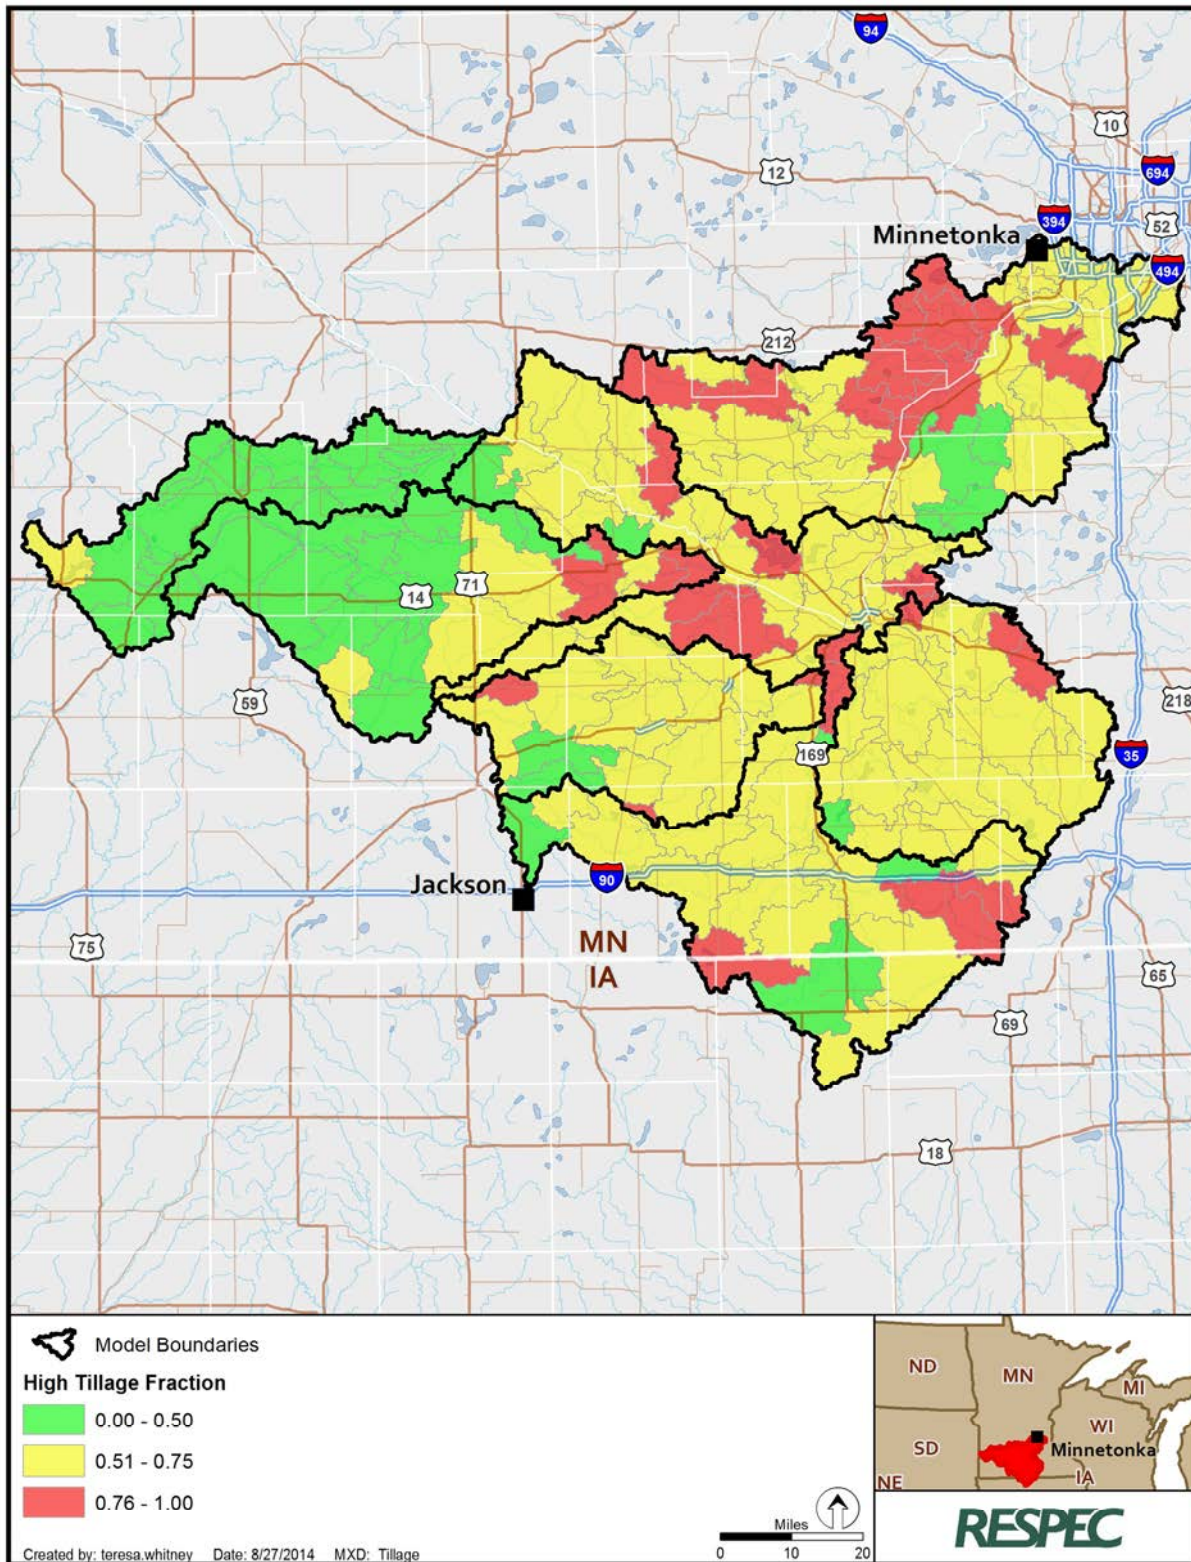 94
10
12
694
394
52
Minnetonka
494
212
14
71
59
218
169
35
Jackson
90
MN
75
IA
65
69
18
Model Boundaries
High Tillage Fraction
0.00 - 0.50
0.51 - 0.75
0.76 - 1.00
Created by: teresa.whitney Date: 8/27/2014 MXD: Tillage
Miles
0 10 20
ND
MN
MI
WI
SD
Minnetonka
NE
IA
RESPEC